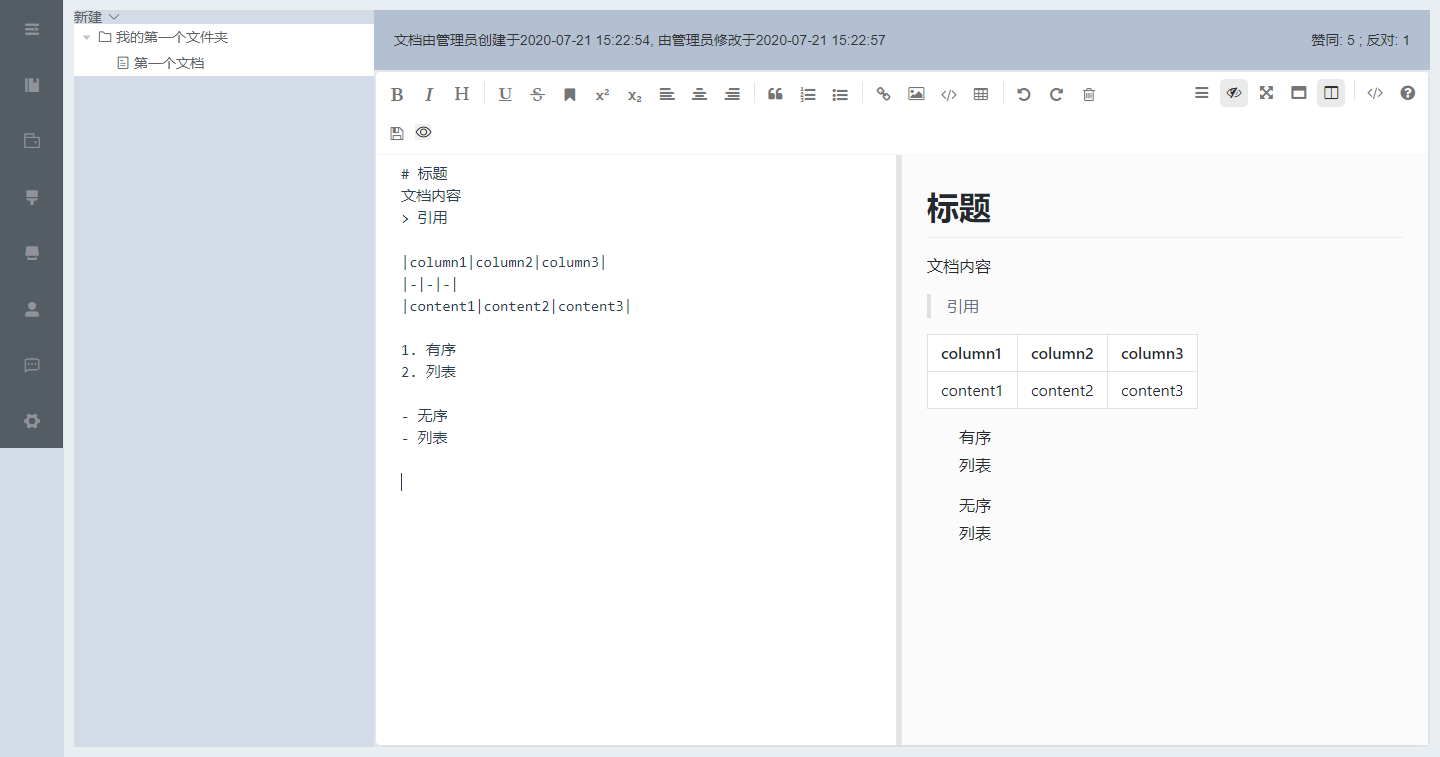 新建
我的第一个文件夹
第一个文档
文档由管理员创建于2020-07-21 15:22:54, 由管理员修改于2020-07-21 15:22:57
赞同: 5 ; 反对: 1
# 标题
文档内容
> 引用
|column1|column2|column3|
|-|-|-|
|content1|content2|content3|
1. 有序
2. 列表
- 无序
- 列表
标题
文档内容
引用
column1 column2 column3
content1 content2 content3
有序
列表
无序
列表